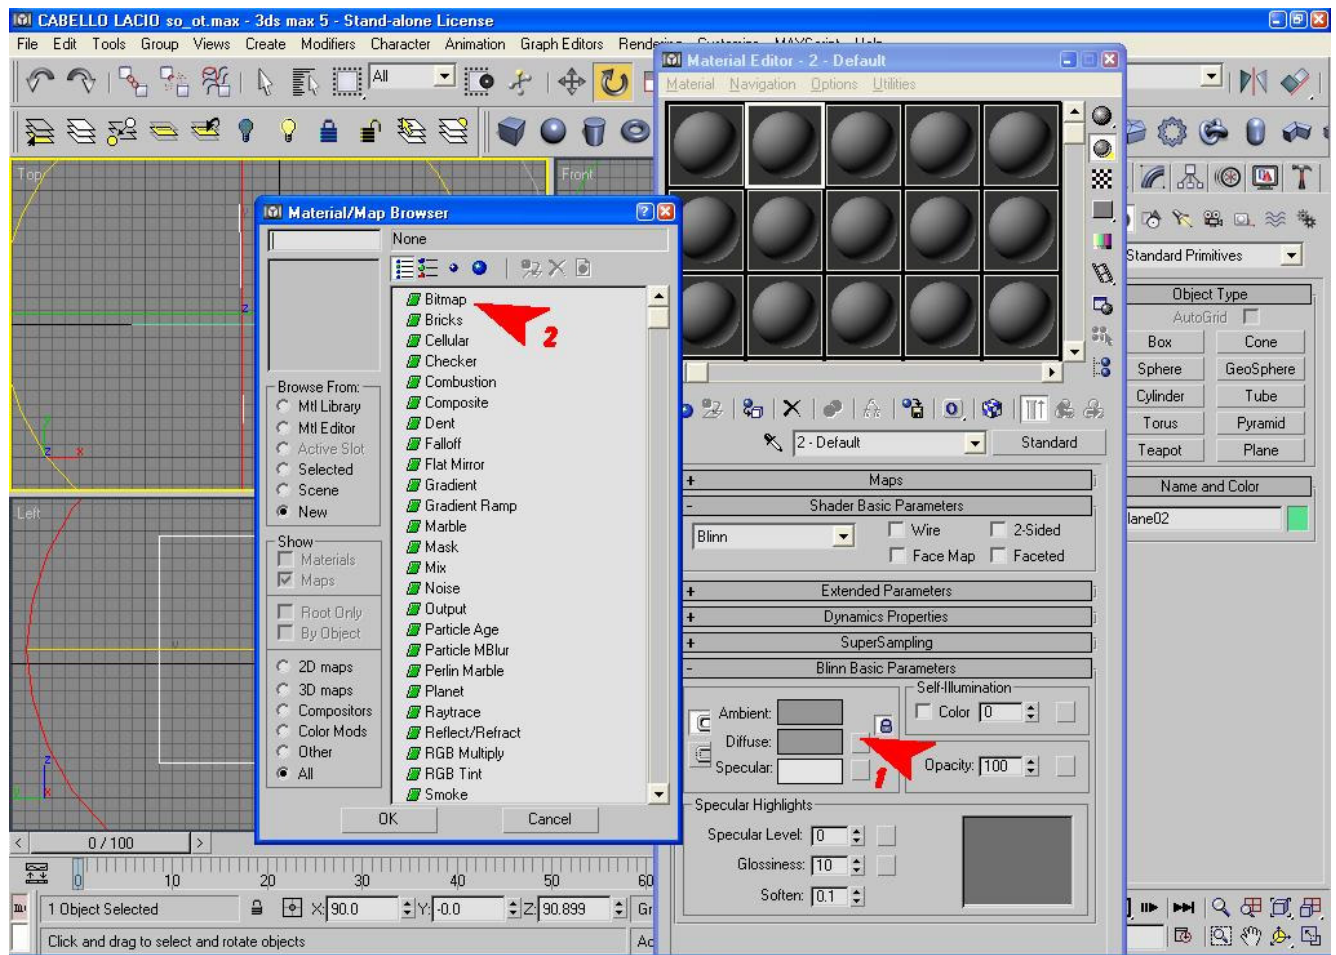 CABELLO LACIO so_ot.max - 3ds max 5 - Stand-alone License
File Edit Tools Group Views Create Modifiers Character Animation Graph Editors
Material Editor - 2 - Default
Material Navigation Options Utilities
All
Top
Front
Material/Map Browser
None
Bitmap
2
Bricks
Cellular
Checker
Combustion
Composite
Dent
Falloff
Flat Mirror
Gradient
Gradient Ramp
Marble
Mask
Mix
Noise
Output
Particle Age
Particle MBlur
Perlin Marble
Planet
Raytrace
Reflect/Refract
RGB Multiply
RGB Tint
Smoke
Browse From:
Mtl Library
Mtl Editor
Active Slot
Selected
Scene
New
Show
Materials
Maps
Root Only
By Object
2D maps
3D maps
Compositors
Color Mods
Other
All
OK Cancel
Left
z x
z
2 - Default Standard
+ Maps
- Shader Basic Parameters
Blinn Wire 2-Sided
Face Map Faceted
+ Extended Parameters
+ Dynamics Properties
+ SuperSampling
- Blinn Basic Parameters
Self-Illumination
Ambient: Color 0
Diffuse:
Specular: Opacity: 100
1
Specular Highlights
Specular Level: 0
Glossiness: 10
Soften: 0.1
Standard Primitives
Object Type
AutoGrid
Box Cone
Sphere GeoSphere
Cylinder Tube
Torus Pyramid
Teapot Plane
Name and Color
lane02
< 0 / 100 >
0 10 20 30 40 50 60
1 Object Selected X: 90.0 Y: -0.0 Z: 90.899 Gr
Click and drag to select and rotate objects